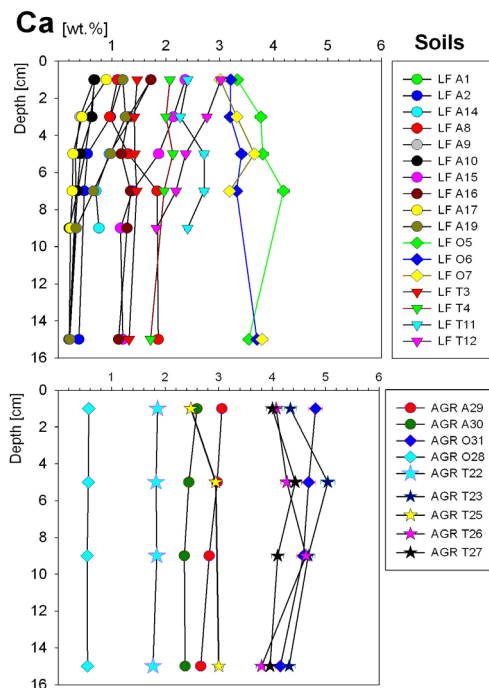 Ca [wt.%]
Soils
0 1 2 3 4 5 6
Depth [cm]
0
2
4
6
8
10
12
14
16
LF A1
LF A2
LF A14
LF A8
LF A9
LF A10
LF A15
LF A16
LF A17
LF A19
LF O5
LF O6
LF O7
LF T3
LF T4
LF T11
LF T12
0 1 2 3 4 5 6
Depth [cm]
0
2
4
6
8
10
12
14
16
AGR A29
AGR A30
AGR O31
AGR O28
AGR T22
AGR T23
AGR T25
AGR T26
AGR T27